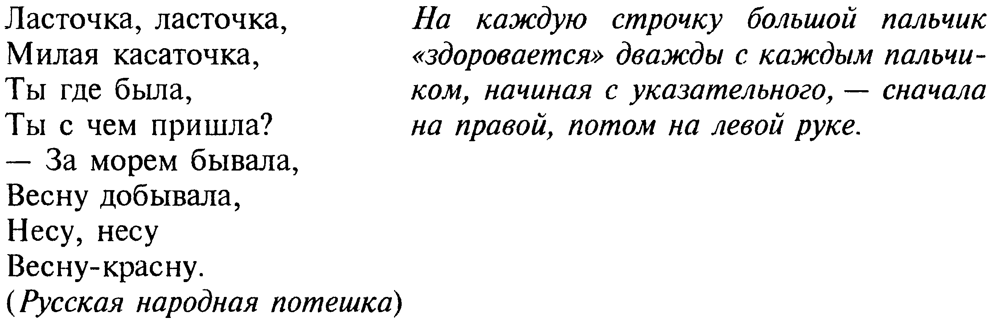 Ласточка, ласточка,
Милая касаточка,
Ты где была,
Ты с чем пришла?
— За морем бывала,
Весну добывала,
Несу, несу
Весну-красну.
(Русская народная потешка)
На каждую строчку большой пальчик
«здоровается» дважды с каждым пальчи-
ком, начиная с указательного, — сначала
на правой, потом на левой руке.